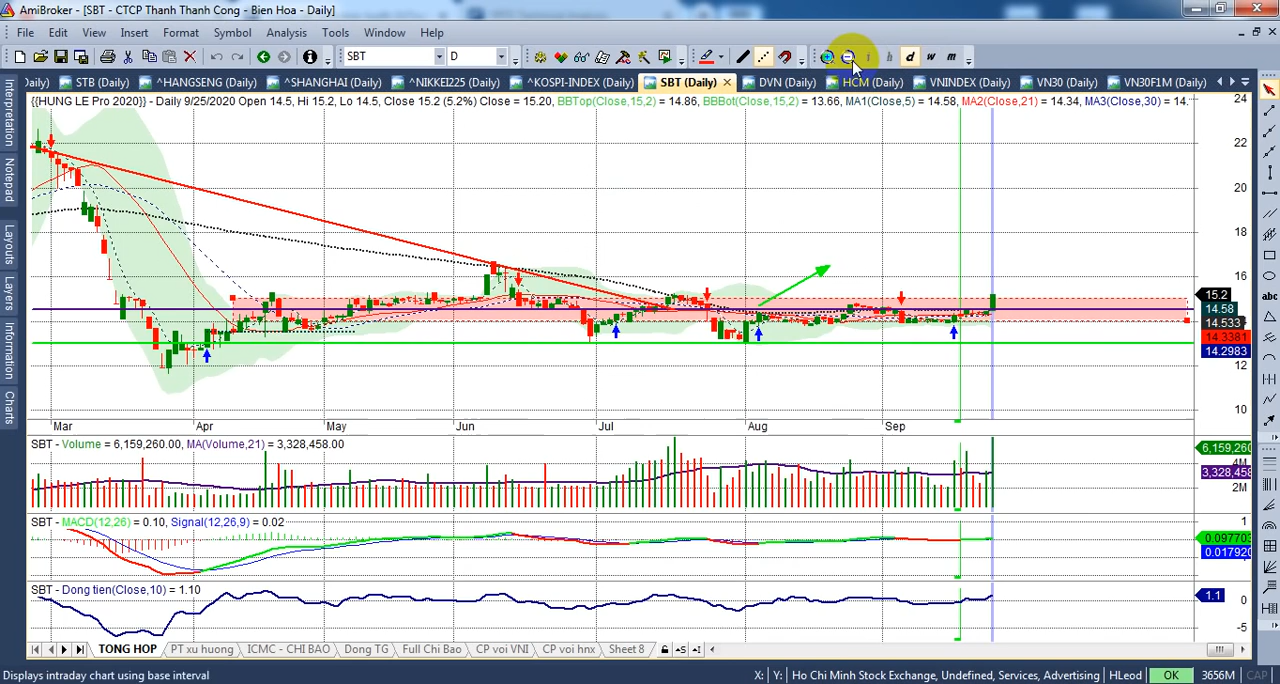 AmiBroker - [SBT - CTCP Thanh Thanh Cong - Bien Hoa - Daily]
File Edit View Insert Format Symbol Analysis Tools Window Help
SBT D i h d w m
Daily) STB (Daily) ^HANGSENG (Daily) ^SHANGHAI (Daily) ^NIKKEI225 (Daily) ^KOSPI-INDEX (Daily) SBT (Daily) DVN (Daily) HCM (Daily) VNINDEX (Daily) VN30 (Daily) VN30F1M (Daily)
{{HUNG LE Pro 2020}} - Daily 9/25/2020 Open 14.5, Hi 15.2, Lo 14.5, Close 15.2 (5.2%) Close = 15.20, BBTop(Close,15,2) = 14.86, BBBot(Close,15,2) = 13.66, MA1(Close,5) = 14.58, MA2(Close,21) = 14.34, MA3(Close,30) = 14.
Interpretation
Notepad
Layouts
Layers
Information
Charts
abc
24
22
20
18
16
15.2
14.58
14.533
14.3381
14.2983
12
10
Mar Apr May Jun Jul Aug Sep
SBT - Volume = 6,159,260.00, MA(Volume,21) = 3,328,458.00
6,159,260
4M
3,328,458
2M
SBT - MACD(12,26) = 0.10, Signal(12,26,9) = 0.02
1
0.097703
0.017920
SBT - Dong tien(Close,10) = 1.10
1.1
0
-5
TONG HOP PT xu huong ICMC - CHI BAO Dong TG Full Chi Bao CP voi VNI CP voi hnx Sheet 8
Displays intraday chart using base interval X: Y: Ho Chi Minh Stock Exchange, Undefined, Services, Advertising HLeod OK 3656M CAP